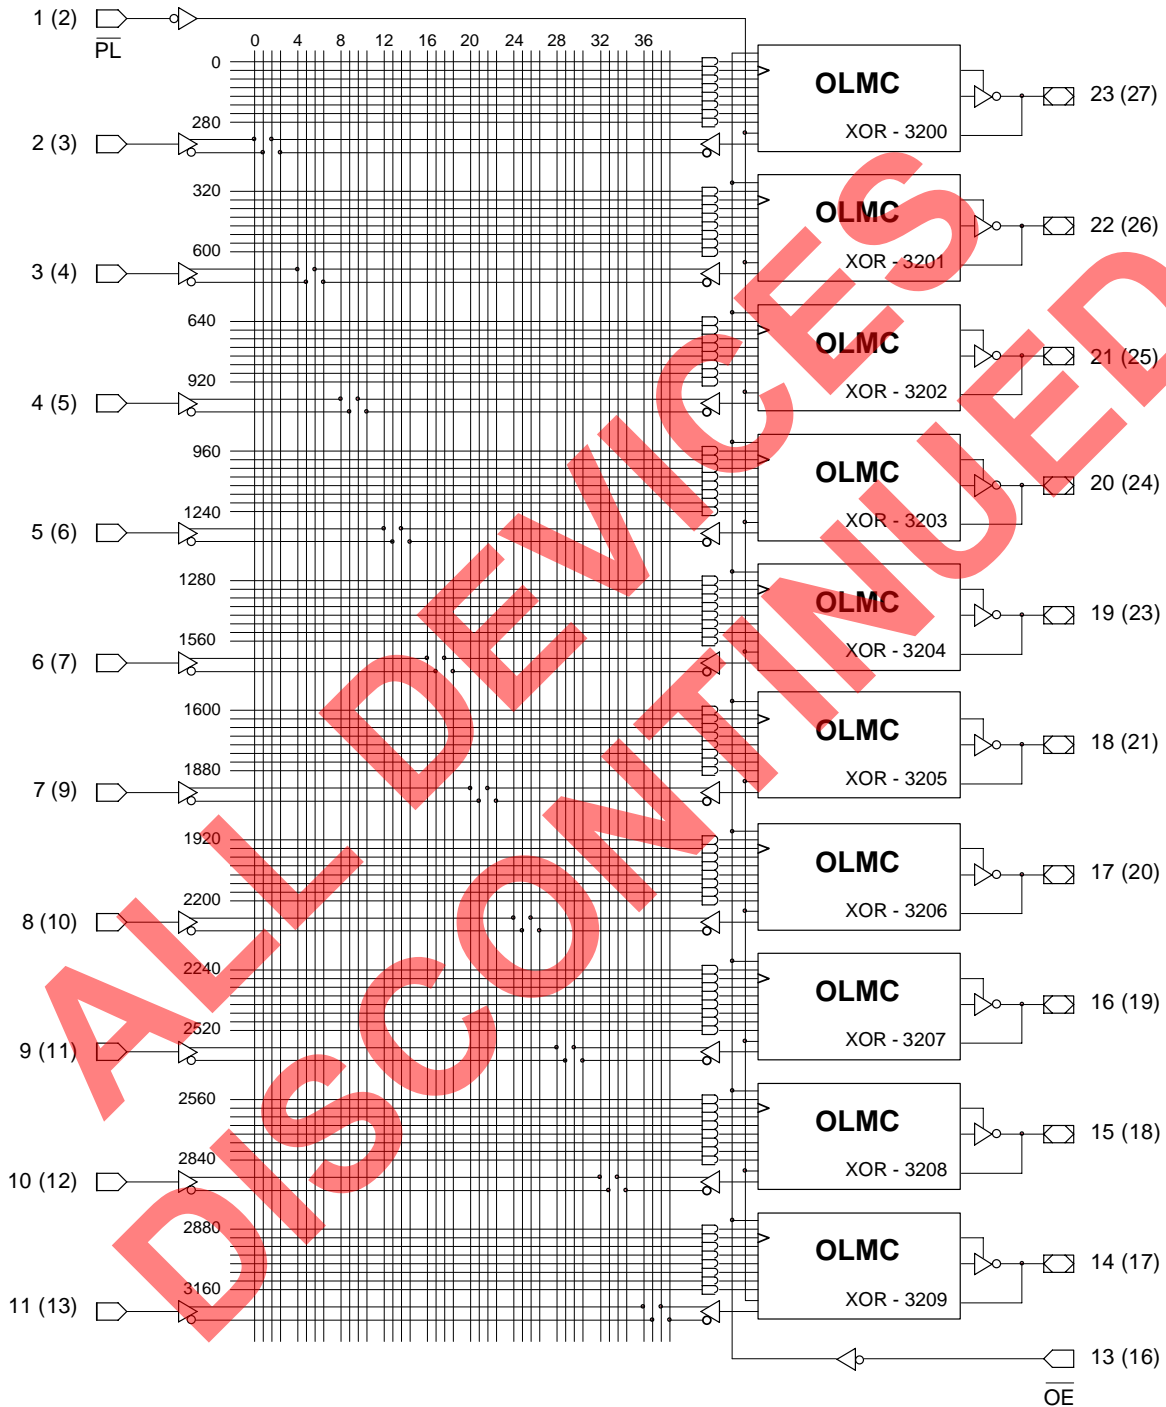 1 (2)
PL
0 4 8 12 16 20 24 28 32 36
0
280
OLMC
XOR - 3200
23 (27)
2 (3)
320
600
OLMC
XOR - 3201
22 (26)
3 (4)
640
920
OLMC
XOR - 3202
21 (25)
4 (5)
960
1240
OLMC
XOR - 3203
20 (24)
5 (6)
1280
1560
OLMC
XOR - 3204
19 (23)
6 (7)
1600
1880
OLMC
XOR - 3205
18 (21)
7 (9)
1920
2200
OLMC
XOR - 3206
17 (20)
8 (10)
2240
2520
OLMC
XOR - 3207
16 (19)
9 (11)
2560
2840
OLMC
XOR - 3208
15 (18)
10 (12)
2880
3160
OLMC
XOR - 3209
14 (17)
11 (13)
13 (16)
OE
ALL DEVICES
DISCONTINUED